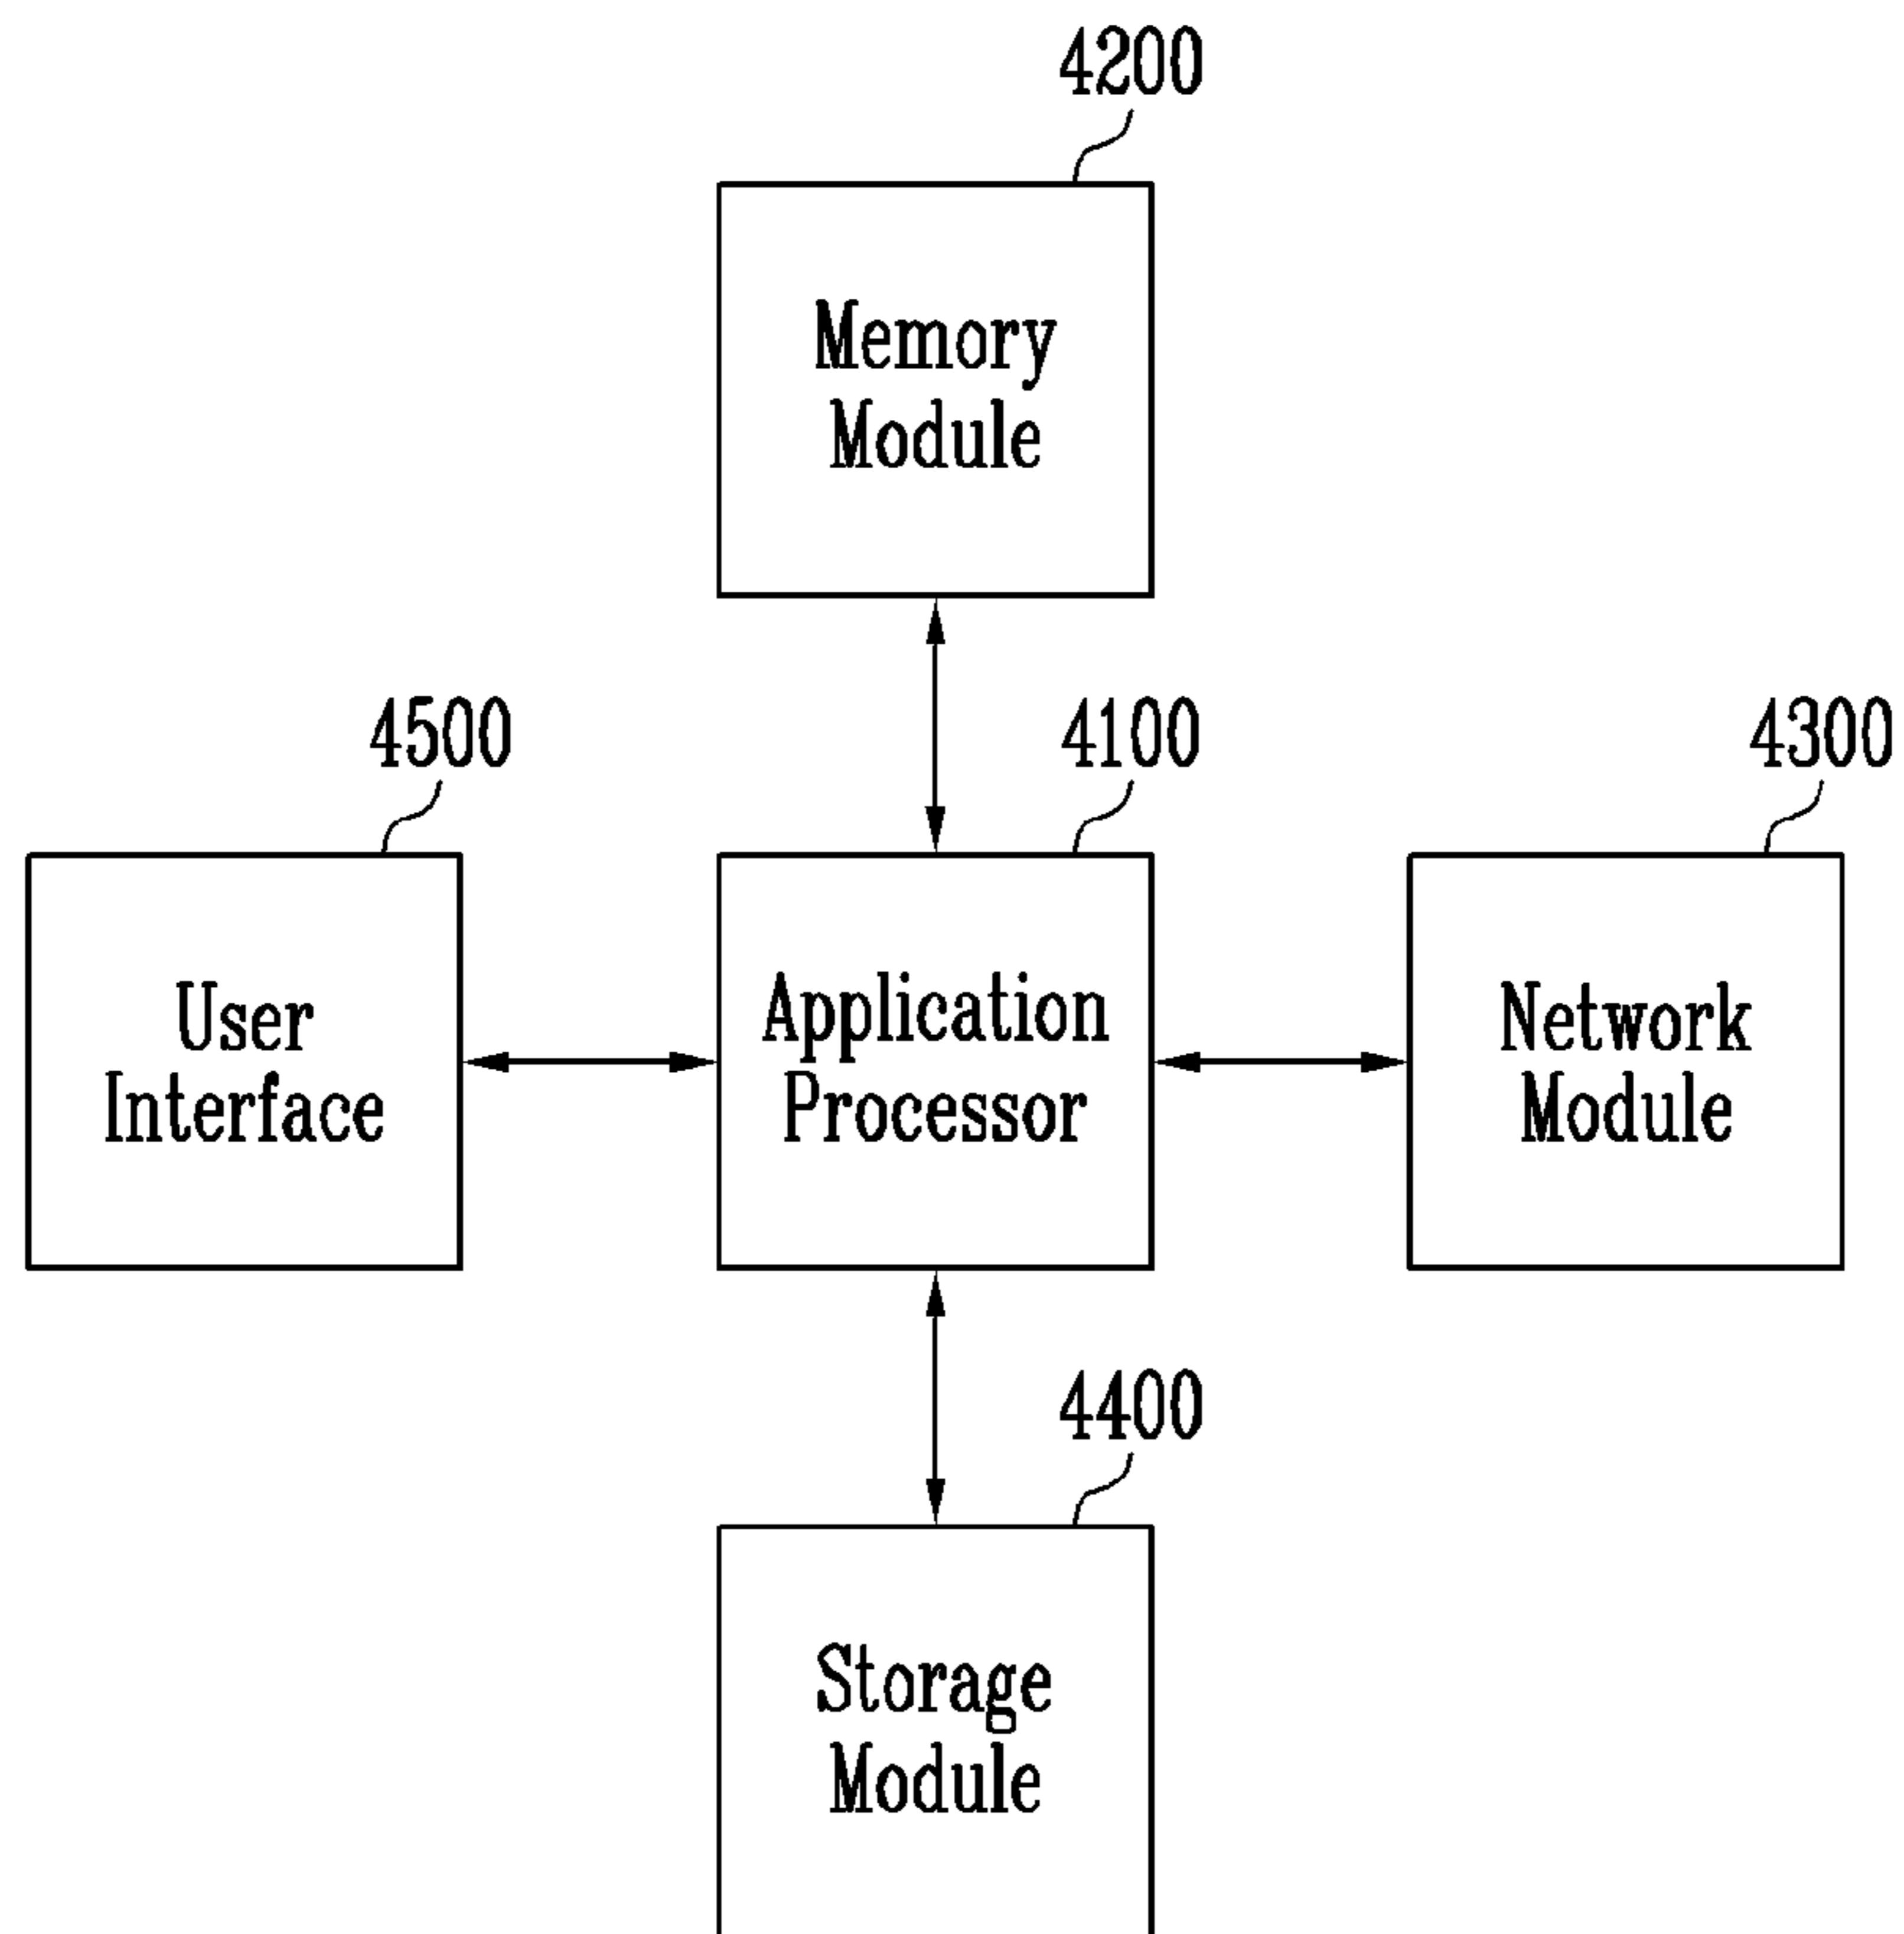 4200
Memory
Module
4500
4100
4300
User
Interface
Application
Processor
Network
Module
4400
Storage
Module